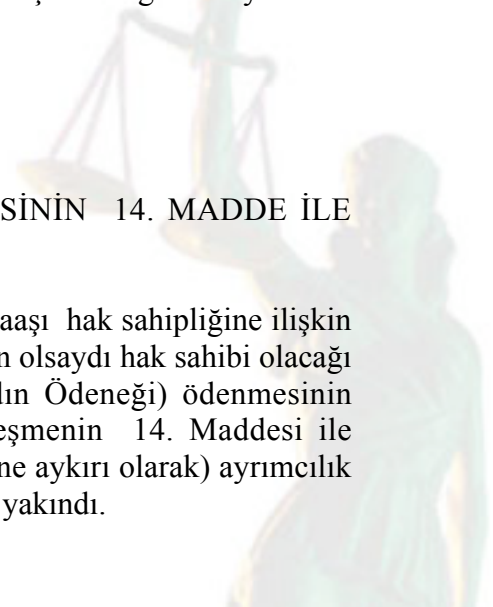 SİNİN 14. MADDE İLE
aaşı hak sahipliğine ilişkin
n olsaydı hak sahibi olacağı
dın Ödeneği) ödenmesinin
eşmenin 14. Maddesi ile
ne aykırı olarak) ayrımcılık
yakındı.